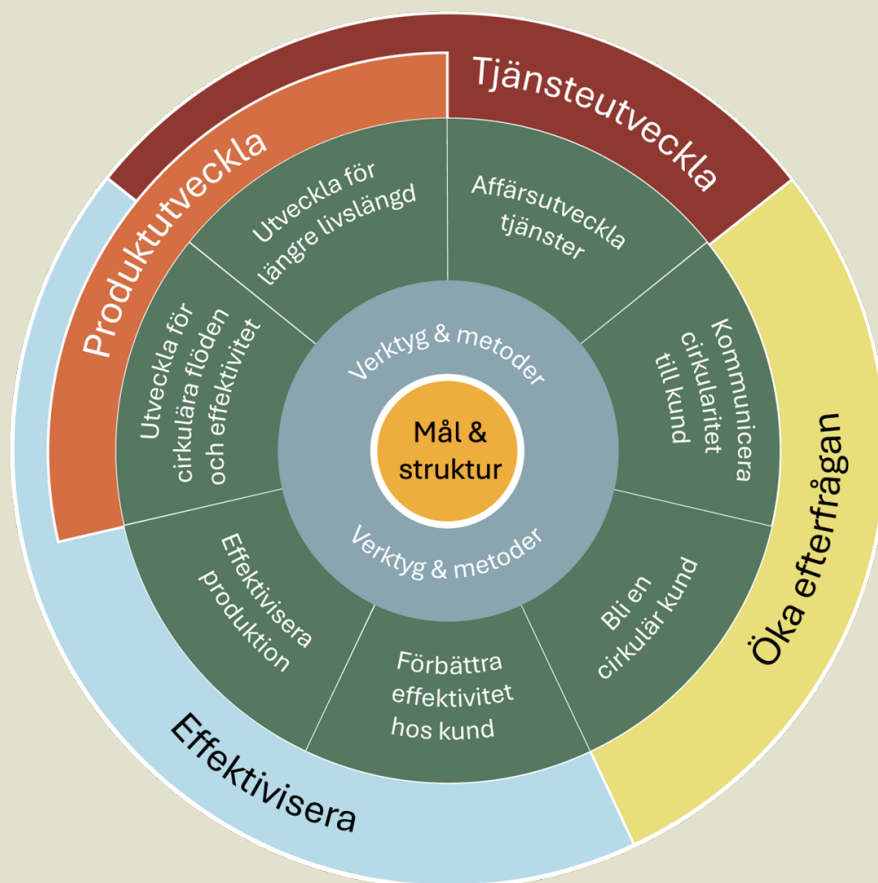 Tjänsteutveckla
Produktutveckla
Utveckla för
längre livslängd
Affärsutveckla
tjänster
Utveckla för
cirkulära flöden
och effektivitet
Kommunicera
cirkularitet
till kund
Verktyg & metoder
Mål &
struktur
Verktyg & metoder
Öka efterfrågan
Effektivisera
produktion
Förbättra
effektivitet
hos kund
Bli en
cirkulär kund
Effektivisera